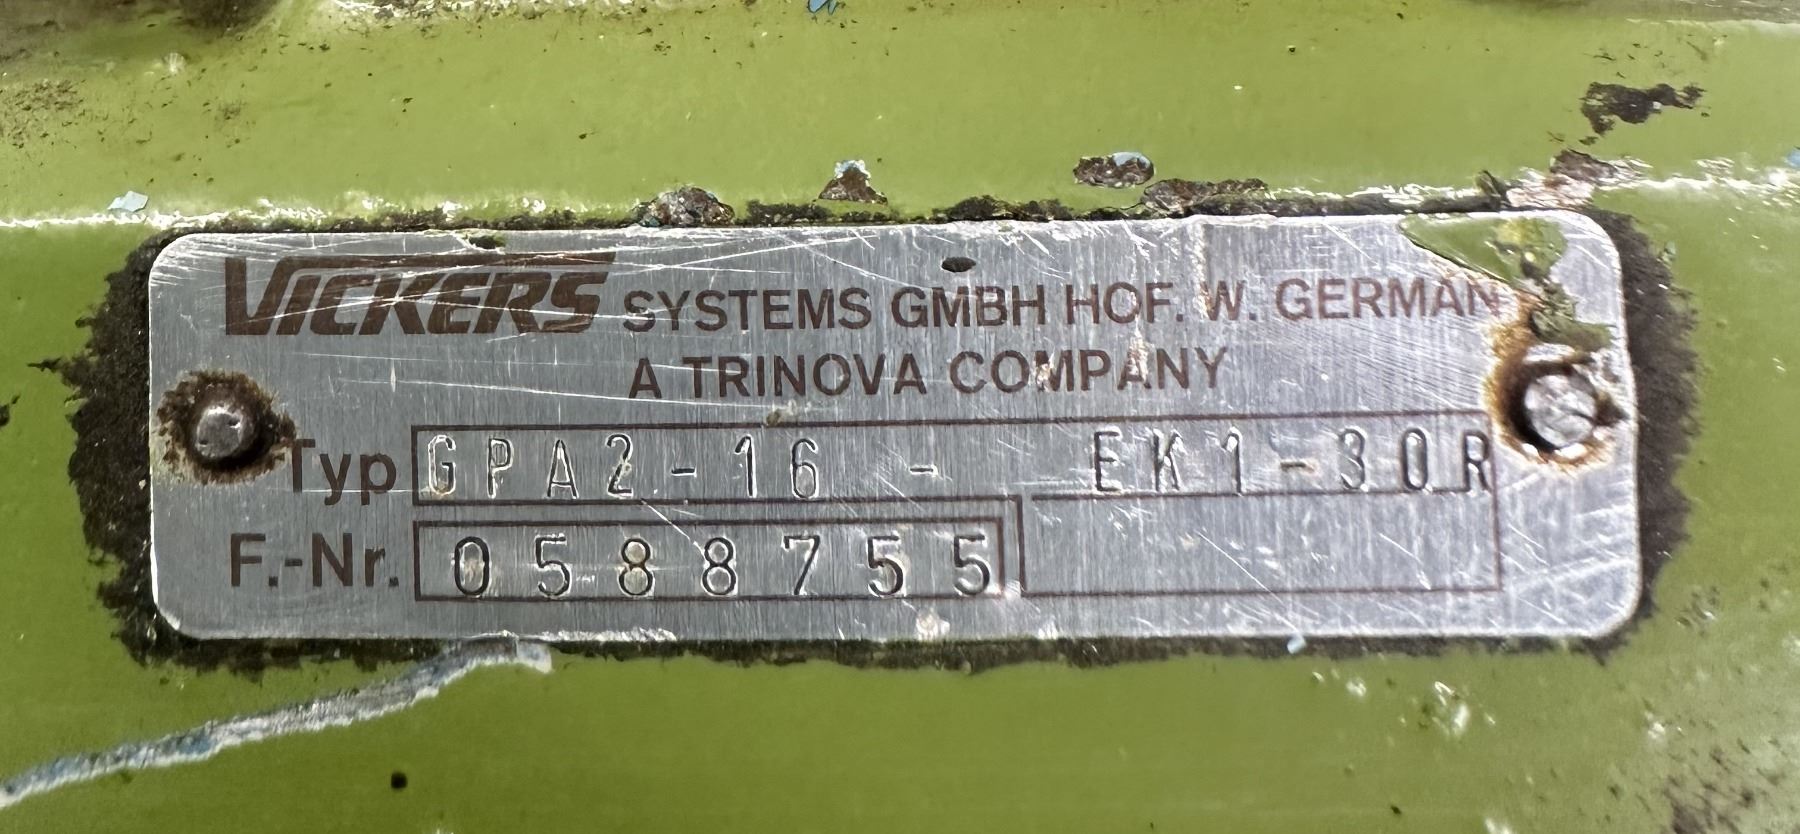 VICKERS SYSTEMS GMBH HOF. W. GERMAN
A TRINOVA COMPANY
Typ GPA2-16 - EK1-30R
F.-Nr. 0588755